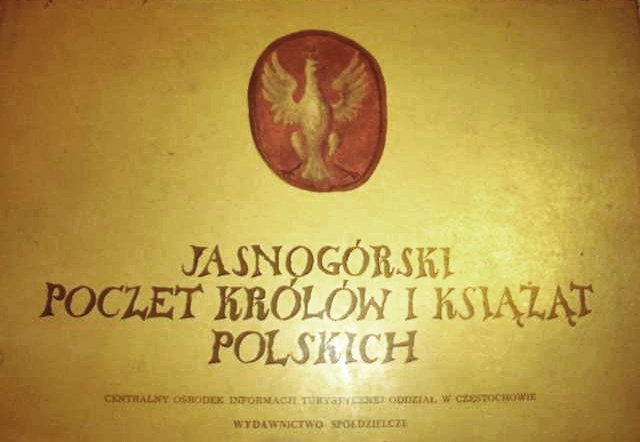 JASNOGÓRSKI
POCZET KRÓLÓW I KSIĄŻĄT
POLSKICH
CENTRALNY OŚRODEK INFORMACJI TURYSTYCZNEJ ODDZIAŁ W CZĘSTOCHOWIE
WYDAWNICTWO SPÓŁDZIELCZE